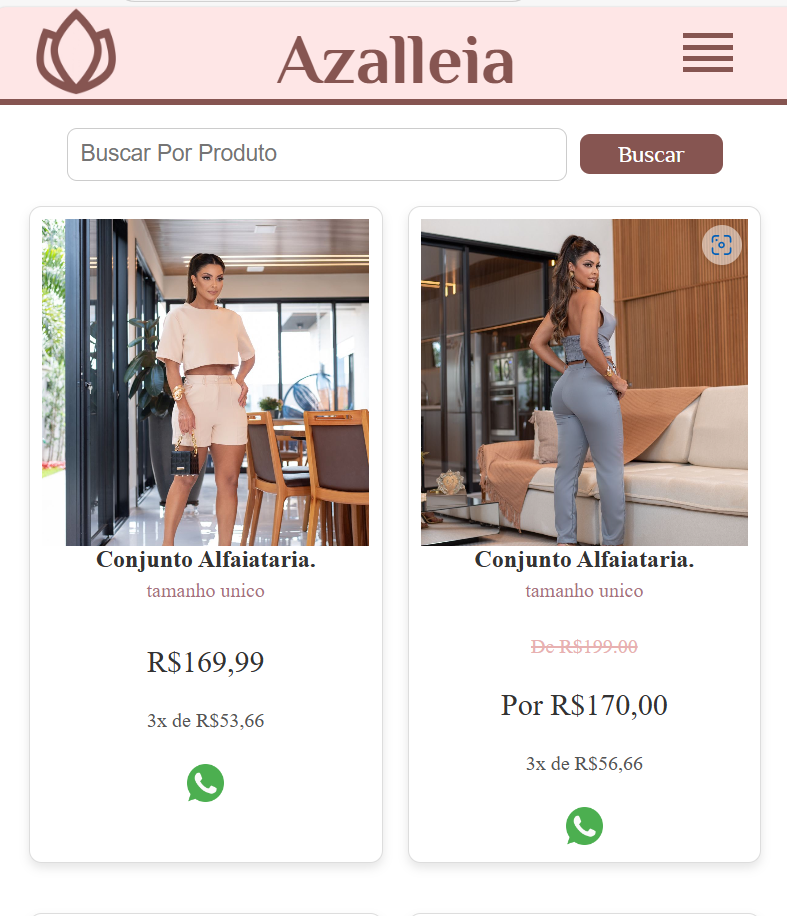 Azalleia
Buscar Por Produto
Buscar
Conjunto Alfaiataria.
tamanho unico
R$169,99
3x de R$53,66
Conjunto Alfaiataria.
tamanho unico
De R$199.00
Por R$170,00
3x de R$56,66